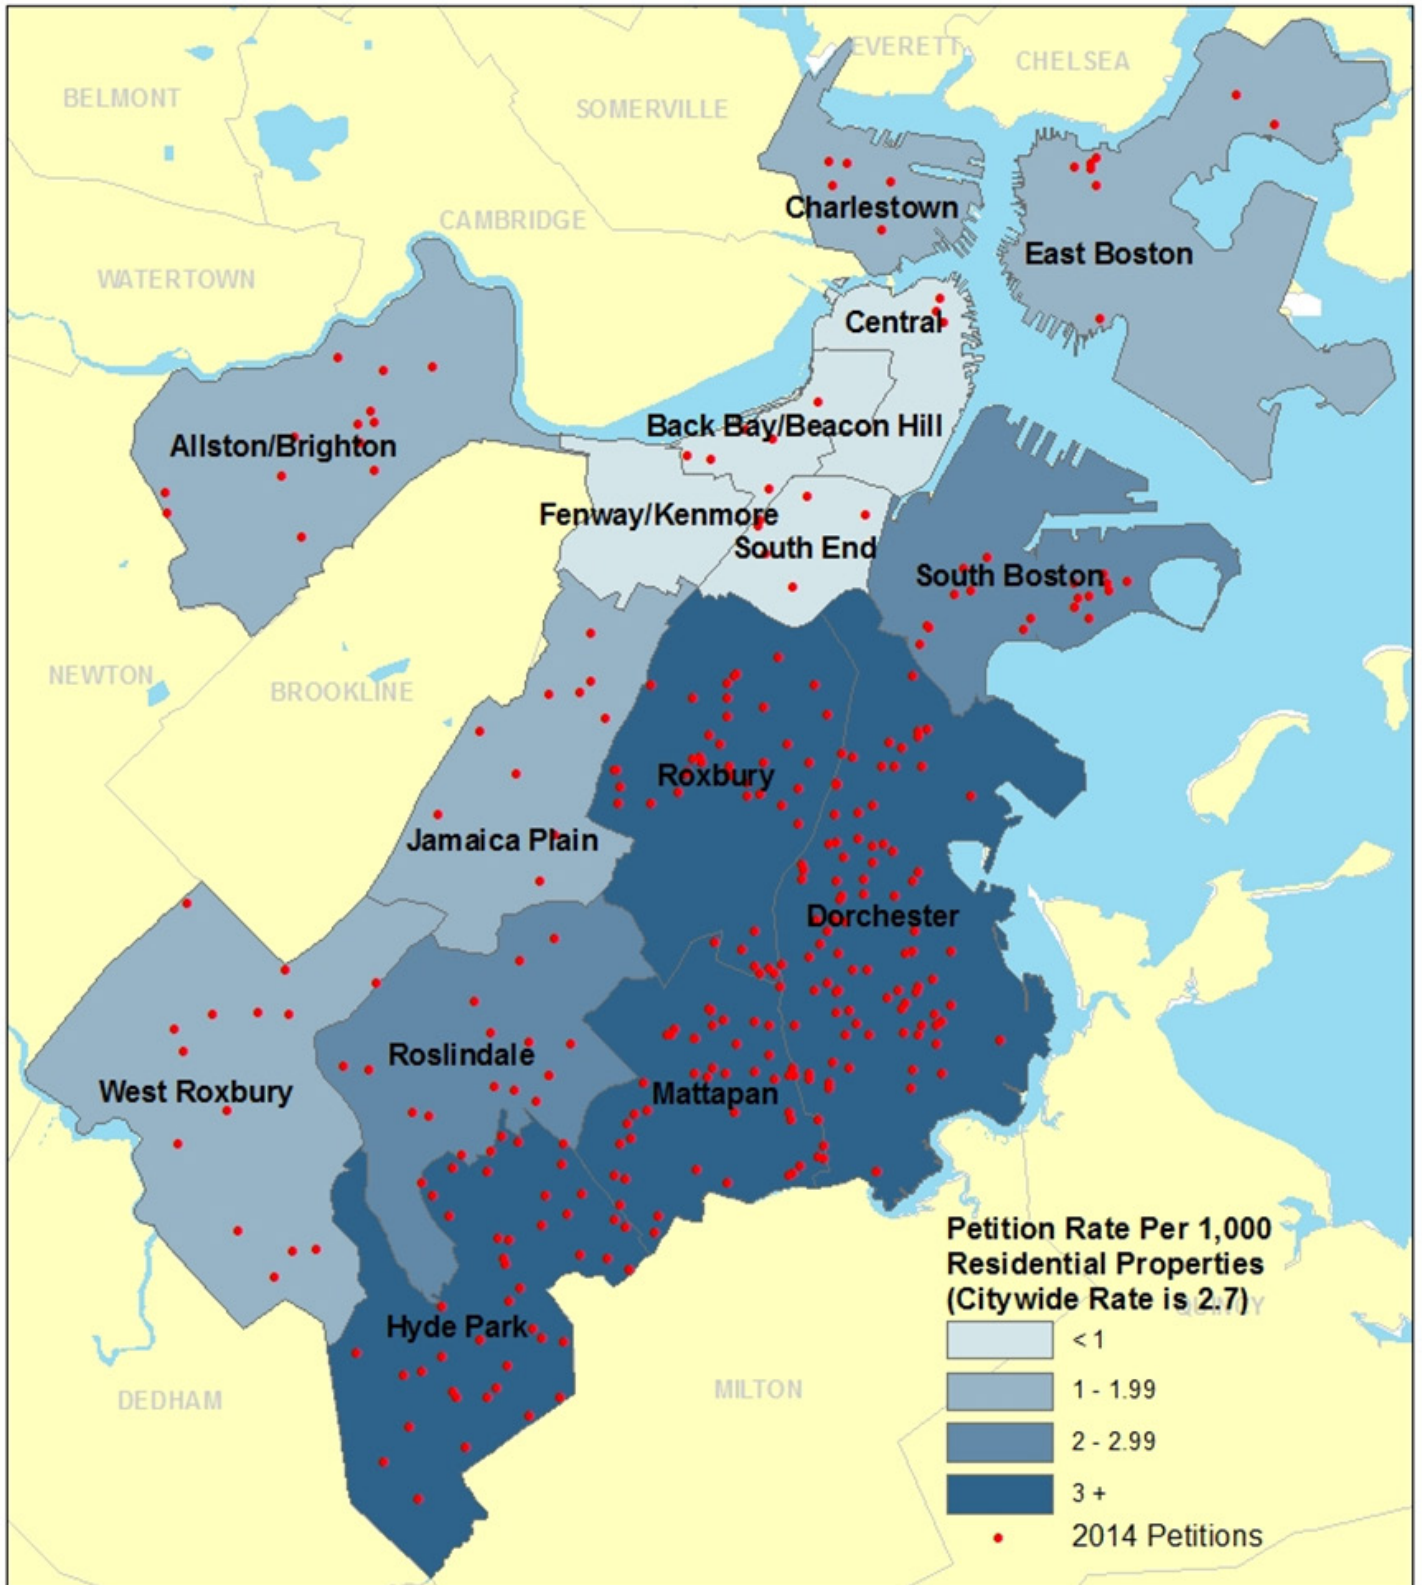 EVERETT
CHELSEA
BELMONT
SOMERVILLE
Charlestown
CAMBRIDGE
East Boston
WATERTOWN
Central
Back Bay/Beacon Hill
Allston/Brighton
Fenway/Kenmore
South End
South Boston
NEWTON
BROOKLINE
Roxbury
Jamaica Plain
Dorchester
Roslindale
West Roxbury
Mattapan
Hyde Park
DEDHAM
MILTON
QUINCY
Petition Rate Per 1,000
Residential Properties
(Citywide Rate is 2.7)
< 1
1 - 1.99
2 - 2.99
3 +
2014 Petitions